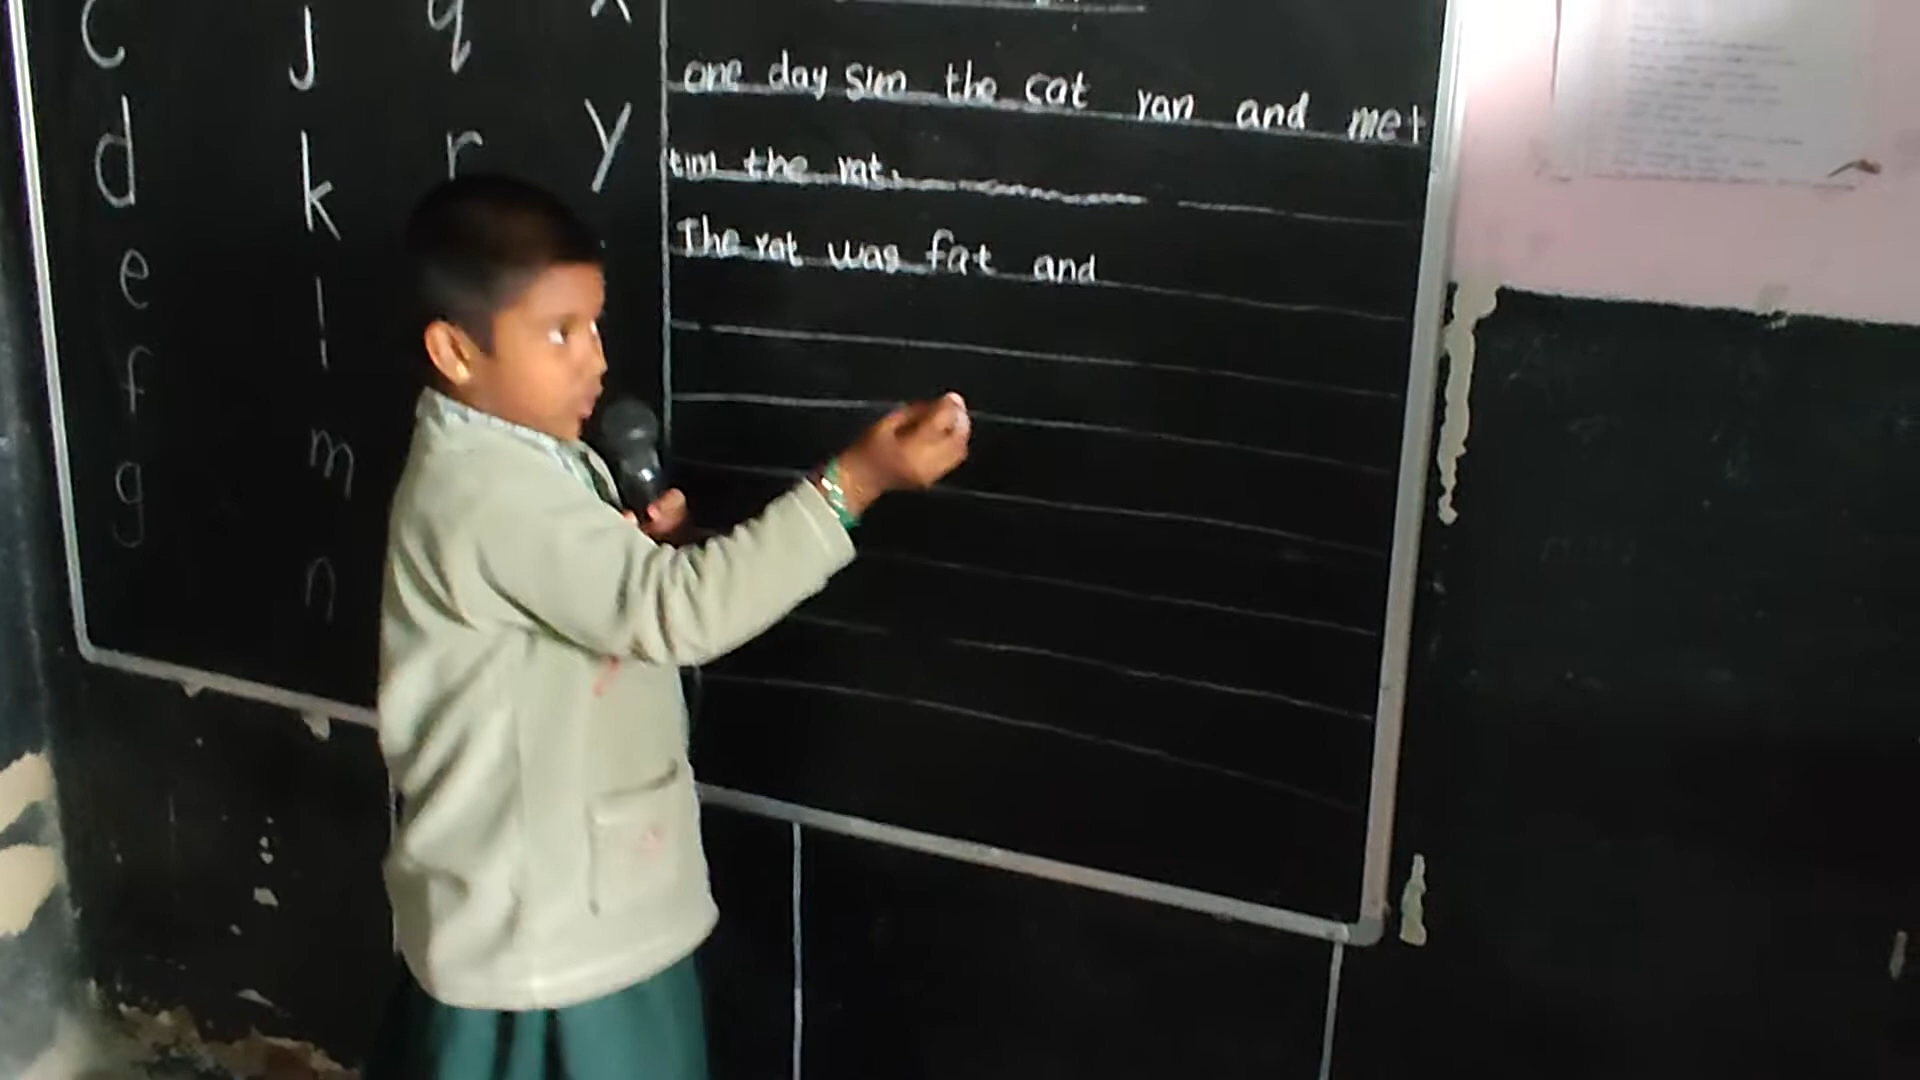 c j q x
d k r y
e l
f m
g n
one day sim the cat ran and met
tim the rat.
The rat was fat and